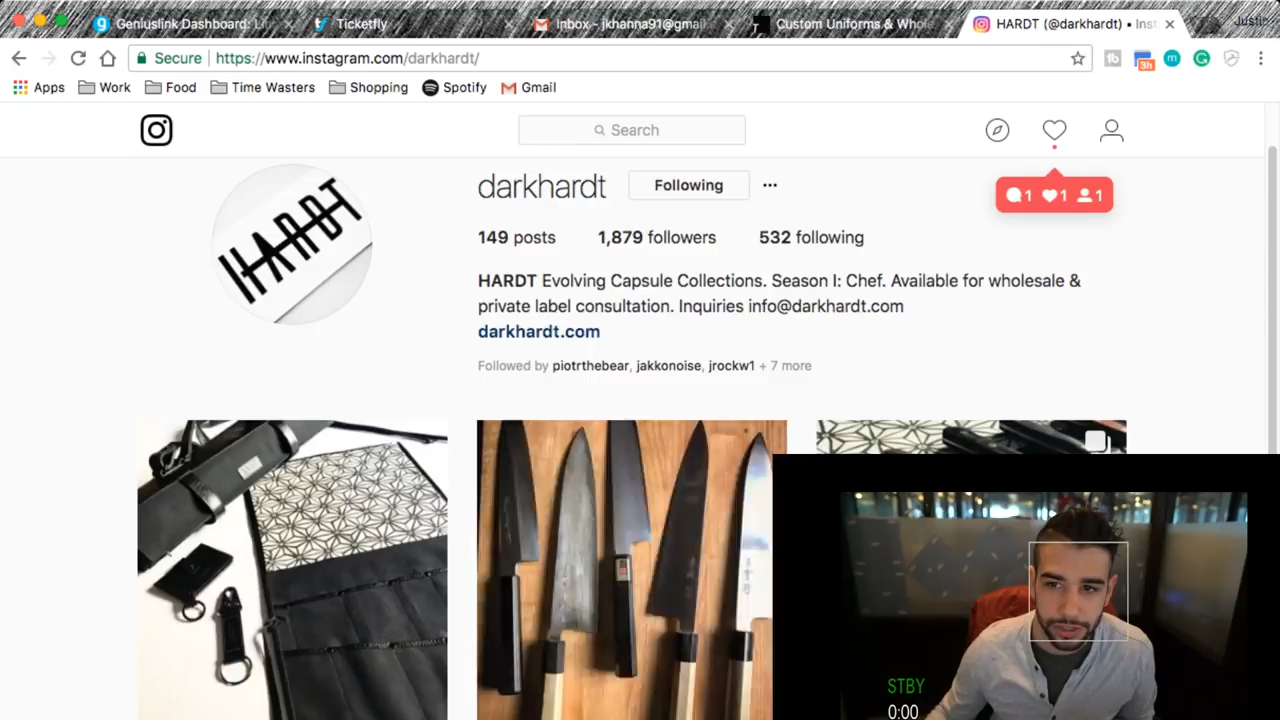 Geniuslink Dashboard: Lin
Ticketfly
Inbox - jkhanna91@gmail
Custom Uniforms & Whole
HARDT (@darkhardt) • Inst
Justin
Secure
https://www.instagram.com/darkhardt/
3h
Apps
Work
Food
Time Wasters
Shopping
Spotify
Gmail
Search
darkhardt
Following
149 posts
1,879 followers
532 following
1 1 1
HARDT
HARDT Evolving Capsule Collections. Season I: Chef. Available for wholesale &
private label consultation. Inquiries info@darkhardt.com
darkhardt.com
Followed by piotrthebear, jakkonoise, jrockw1 + 7 more
STBY
0:00